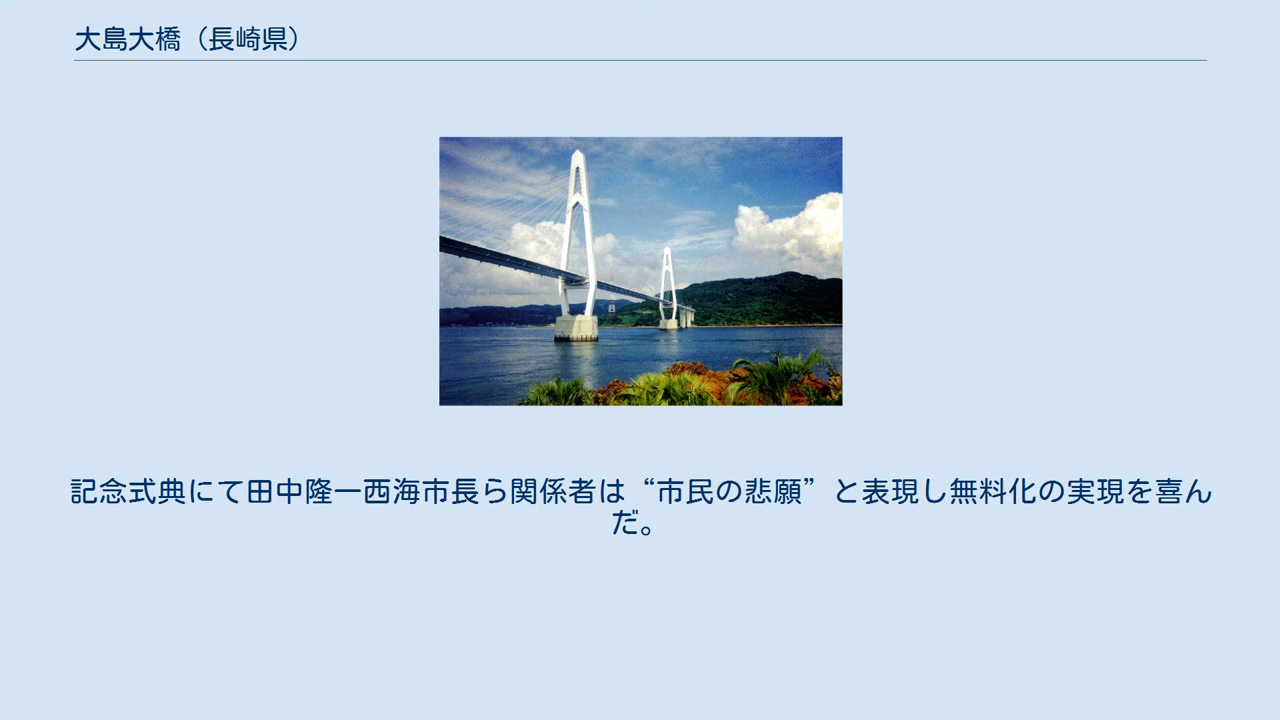 大島大橋（長崎県）
記念式典にて田中隆一西海市長ら関係者は“市民の悲願”と表現し無料化の実現を喜ん
だ。